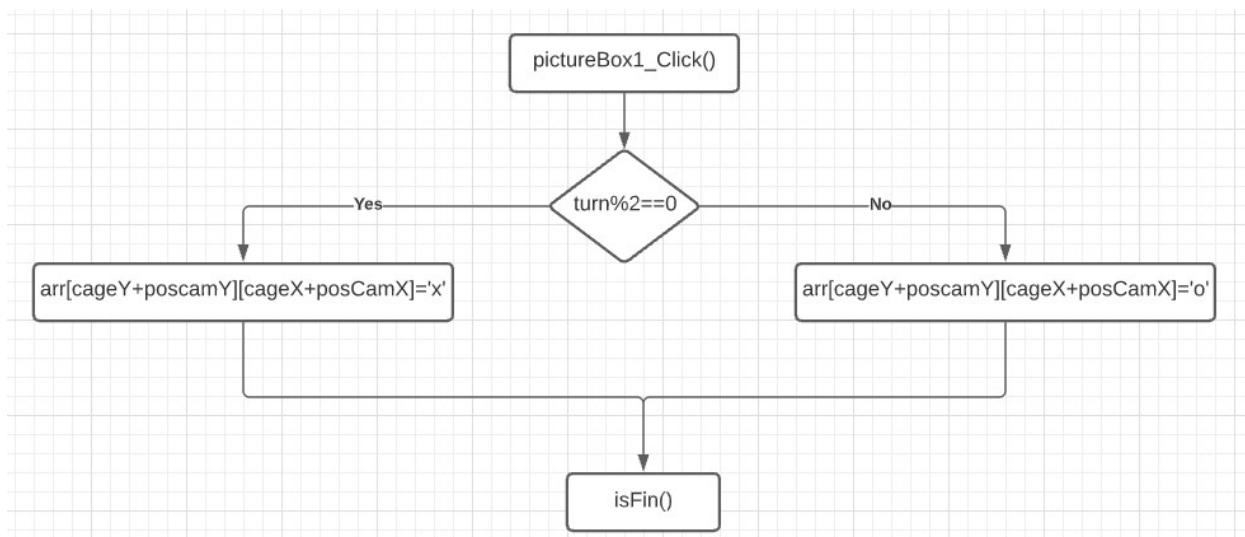 pictureBox1_Click()
turn%2==0
Yes
No
arr[cageY+poscamY][cageX+posCamX]='x'
arr[cageY+poscamY][cageX+posCamX]='o'
isFin()